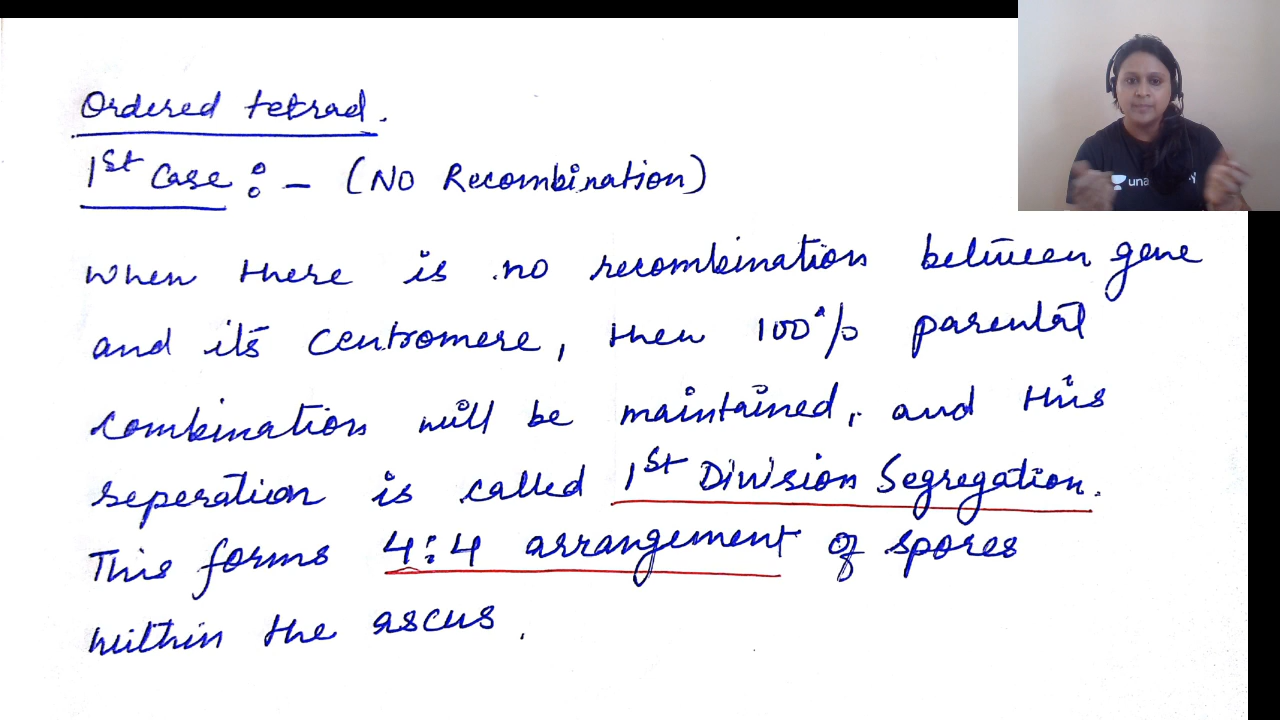 Ordered tetrad.
1st Case :- (NO Recombination)
When there is no recombination between gene
and its centromere, then 100% parental
combination will be maintained, and this
seperation is called 1st Division Segregation.
This forms 4:4 arrangement of spores
within the ascus.